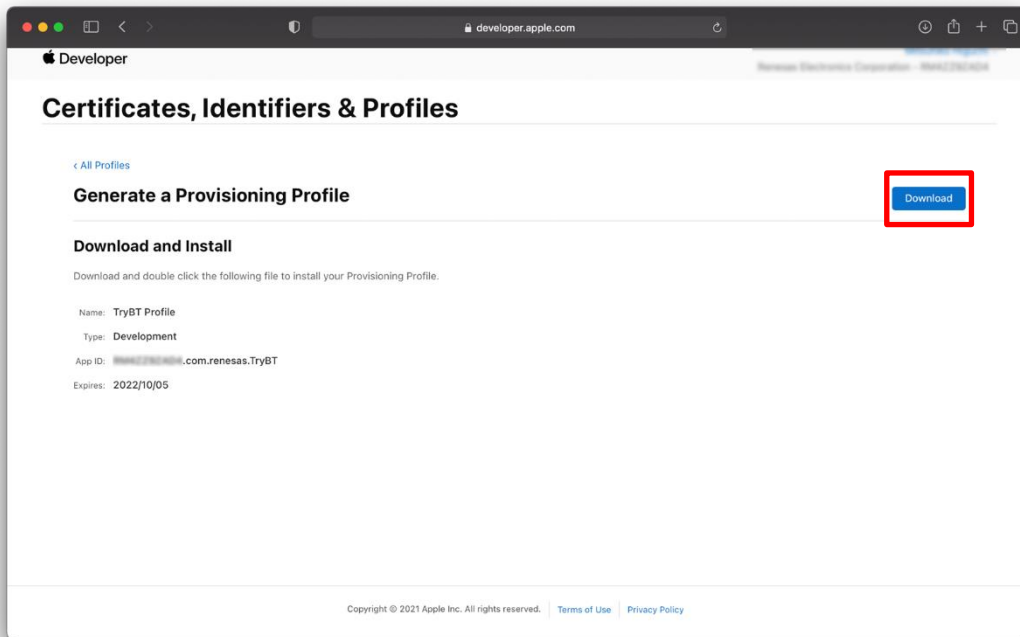 developer.apple.com
Developer
Certificates, Identifiers & Profiles
‹ All Profiles
Generate a Provisioning Profile
Download
Download and Install
Download and double click the following file to install your Provisioning Profile.
Name: TryBT Profile
Type: Development
App ID: .com.renesas.TryBT
Expires: 2022/10/05
Copyright © 2021 Apple Inc. All rights reserved. Terms of Use Privacy Policy